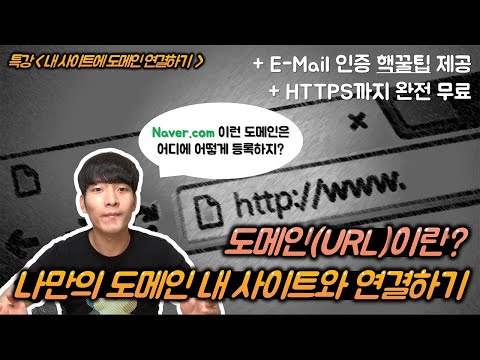 특강 < 내 사이트에 도메인 연결하기 >
+ E-Mail 인증 핵꿀팁 제공
+ HTTPS까지 완전 무료
Naver.com 이런 도메인은
어디에 어떻게 등록하지?
http://www.
도메인(URL)이란?
나만의 도메인 내 사이트와 연결하기